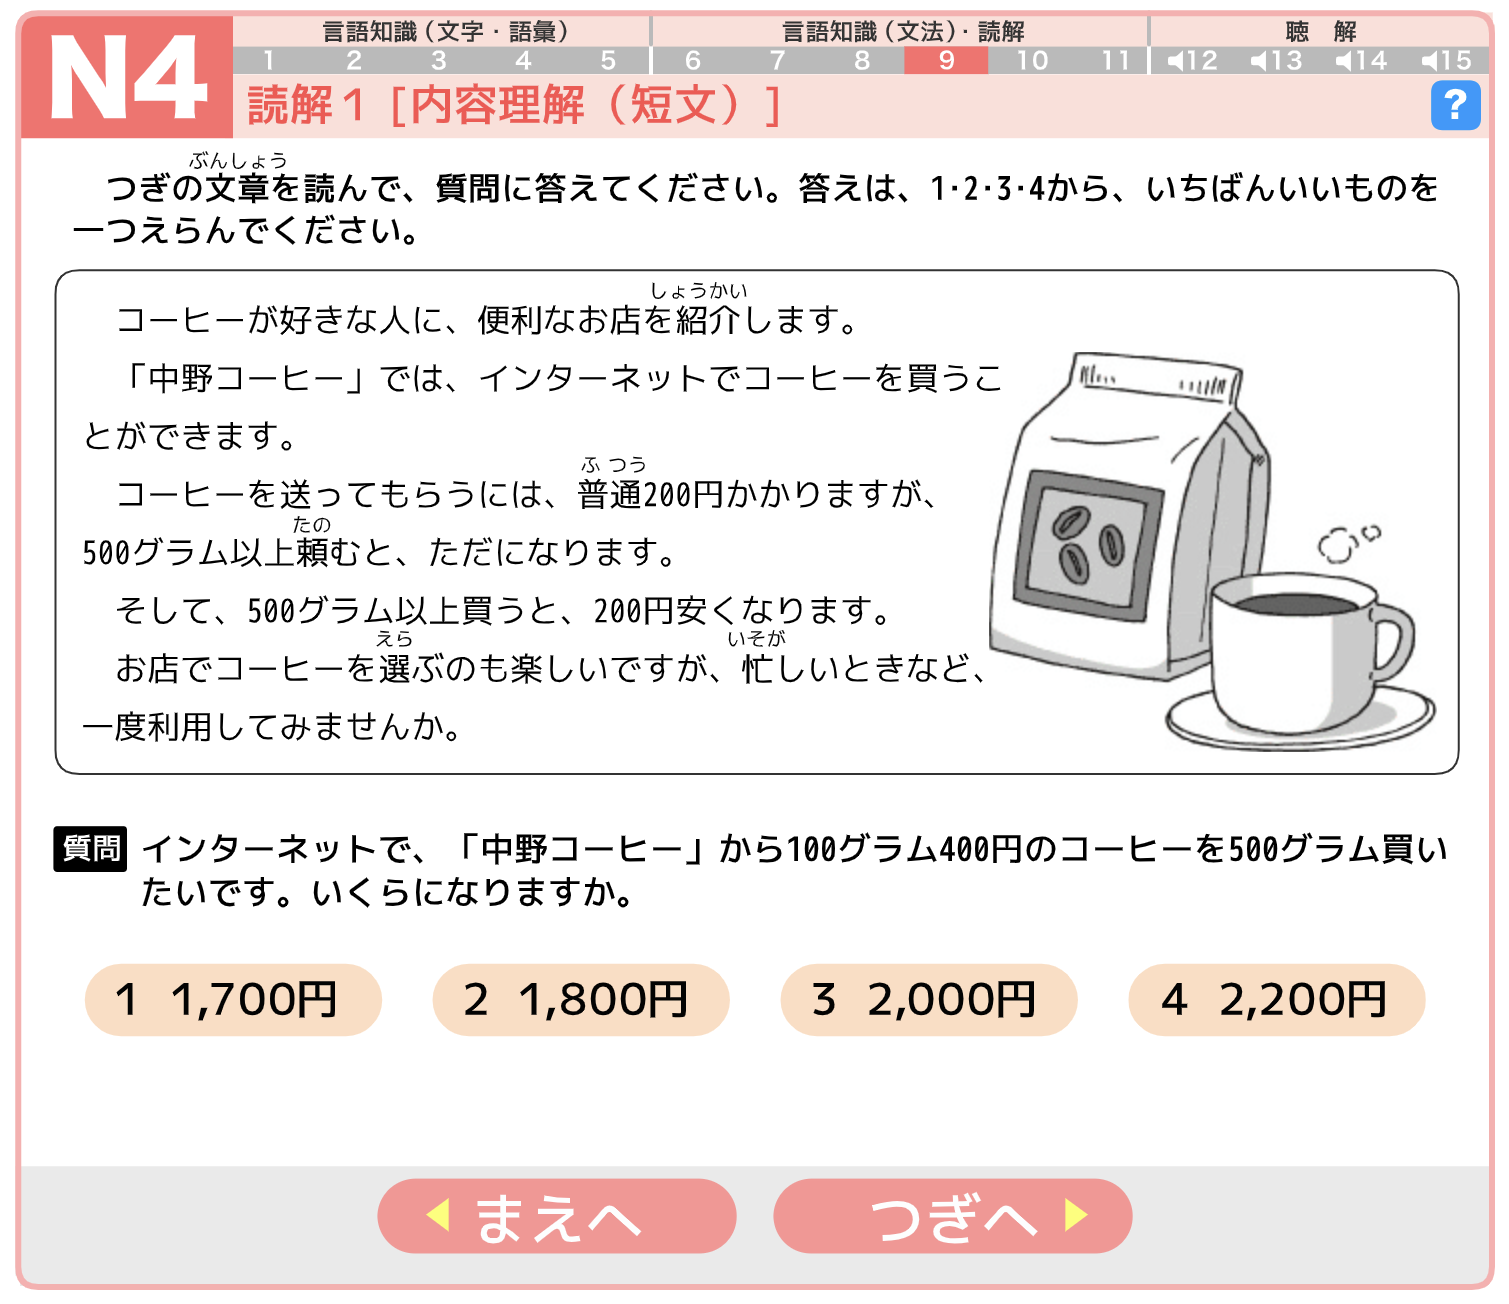 N4
言語知識(文字・語彙)
言語知識(文法)・読解
聴 解
1 2 3 4 5 6 7 8 9 10 11 12 13 14 15
読解1 [内容理解(短文)]
?
ぶんしょう
つぎの文章を読んで、質問に答えてください。答えは、1・2・3・4から、いちばんいいものを
一つえらんでください。
しょうかい
コーヒーが好きな人に、便利なお店を紹介します。
「中野コーヒー」では、インターネットでコーヒーを買うこ
とができます。
ふ つう
コーヒーを送ってもらうには、普通200円かかりますが、
たの
500グラム以上頼むと、ただになります。
そして、500グラム以上買うと、200円安くなります。
えら いそが
お店でコーヒーを選ぶのも楽しいですが、忙しいときなど、
一度利用してみませんか。
質問 インターネットで、「中野コーヒー」から100グラム400円のコーヒーを500グラム買い
たいです。いくらになりますか。
1 1,700円
2 1,800円
3 2,000円
4 2,200円
まえへ
つぎへ